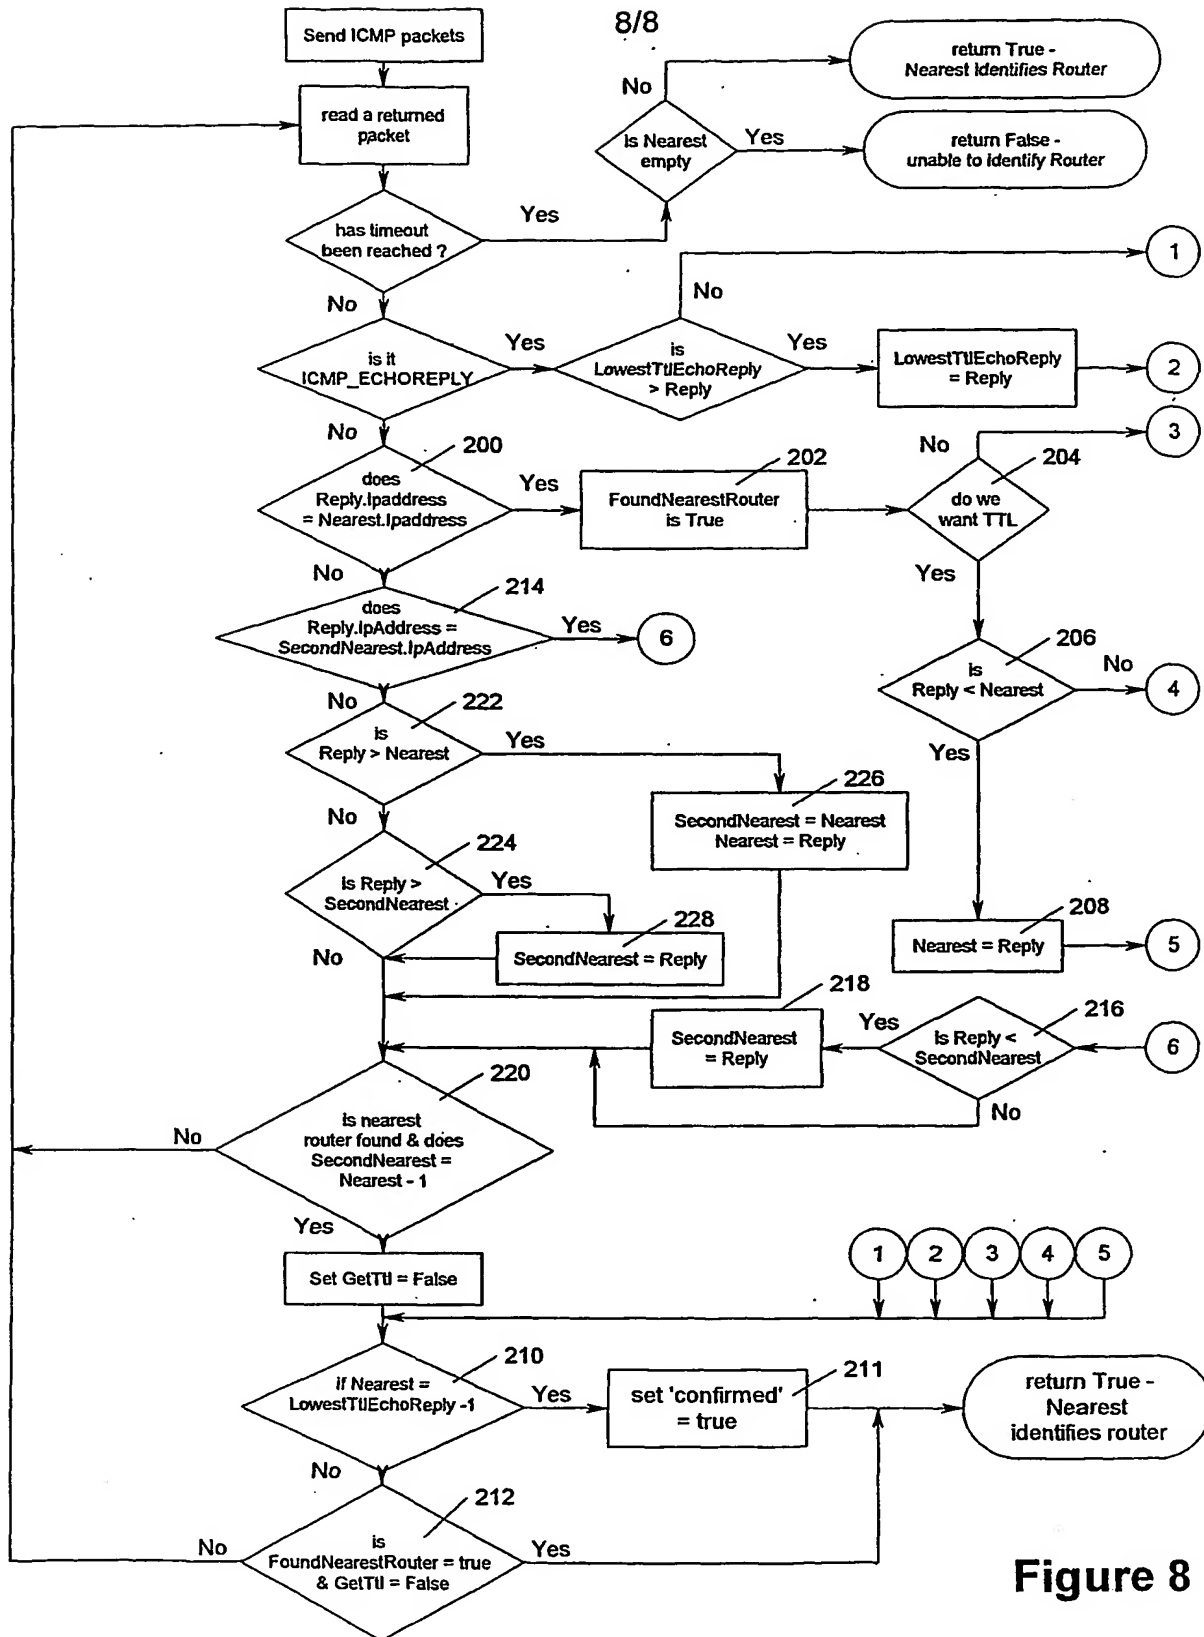 8/8
Send ICMP packets
read a returned
packet
has timeout
been reached ?
Yes
No
is Nearest
empty
No
return True -
Nearest Identifies Router
Yes
return False -
unable to identify Router
is it
ICMP_ECHOREPLY
Yes
No
is
LowestTtlEchoReply
> Reply
No
1
Yes
LowestTtlEchoReply
= Reply
2
200
does
Reply.Ipaddress
= Nearest.Ipaddress
Yes
No
202
FoundNearestRouter
is True
204
do we
want TTL
No
3
Yes
206
is
Reply < Nearest
No
4
Yes
208
Nearest = Reply
5
214
does
Reply.IpAddress =
SecondNearest.IpAddress
Yes
6
No
222
is
Reply > Nearest
Yes
No
226
SecondNearest = Nearest
Nearest = Reply
224
is Reply >
SecondNearest
Yes
No
228
SecondNearest = Reply
218
SecondNearest
= Reply
Yes
216
is Reply <
SecondNearest
6
No
220
is nearest
router found & does
SecondNearest =
Nearest - 1
No
Yes
Set GetTtl = False
1
2
3
4
5
210
if Nearest =
LowestTtlEchoReply -1
Yes
No
211
set 'confirmed'
= true
return True -
Nearest
identifies router
212
is
FoundNearestRouter = true
& GetTtl = False
No
Yes
Figure 8